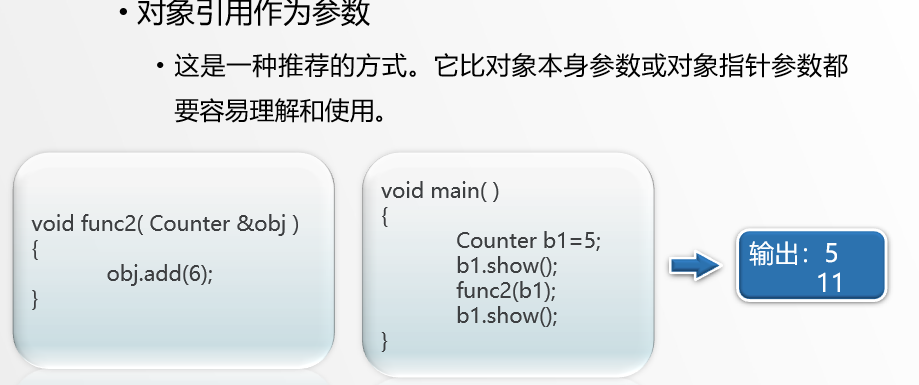 • 对象引用作为参数
• 这是一种推荐的方式。它比对象本身参数或对象指针参数都
要容易理解和使用。
void func2( Counter &obj )
{
obj.add(6);
}
void main( )
{
Counter b1=5;
b1.show();
func2(b1);
b1.show();
}
输出：5
11